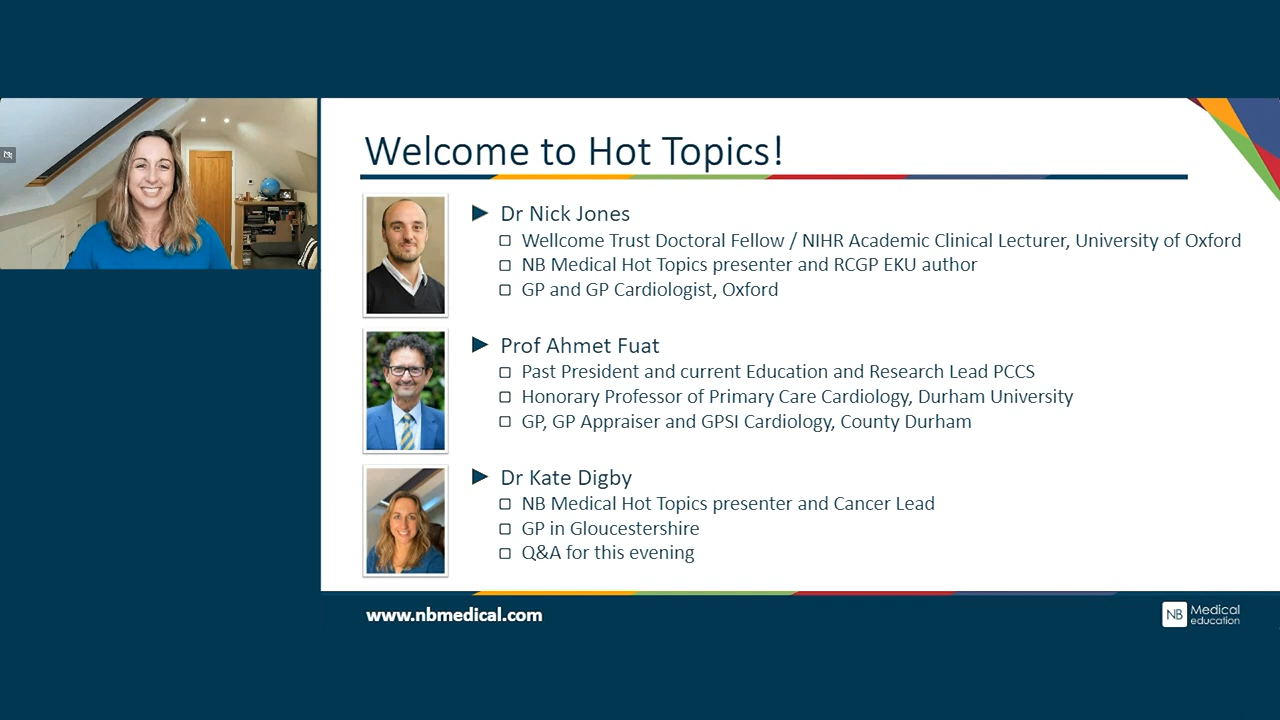 Welcome to Hot Topics!
Dr Nick Jones
Wellcome Trust Doctoral Fellow / NIHR Academic Clinical Lecturer, University of Oxford
NB Medical Hot Topics presenter and RCGP EKU author
GP and GP Cardiologist, Oxford
Prof Ahmet Fuat
Past President and current Education and Research Lead PCCS
Honorary Professor of Primary Care Cardiology, Durham University
GP, GP Appraiser and GPSI Cardiology, County Durham
Dr Kate Digby
NB Medical Hot Topics presenter and Cancer Lead
GP in Gloucestershire
Q&A for this evening
www.nbmedical.com
NB Medical
education